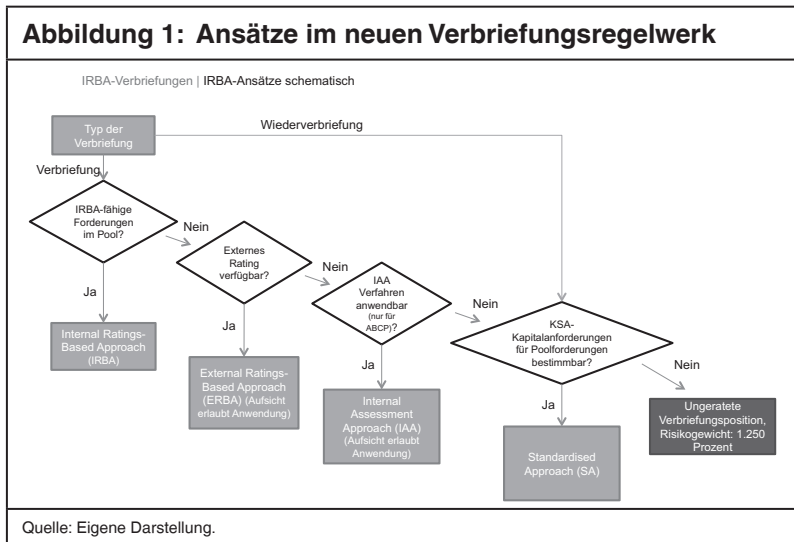 Abbildung 1: Ansätze im neuen Verbriefungsregelwerk
IRBA-Verbriefungen | IRBA-Ansätze schematisch
Typ der
Verbriefung
Wiederverbriefung
Verbriefung
IRBA-fähige
Forderungen
im Pool?
Nein
Ja
Internal Ratings-
Based Approach
(IRBA)
Externes
Rating
verfügbar?
Nein
Ja
External Ratings-
Based Approach
(ERBA) (Aufsicht
erlaubt Anwendung)
IAA
Verfahren
anwendbar
(nur für
ABCP)?
Nein
Ja
Internal
Assessment
Approach (IAA)
(Aufsicht erlaubt
Anwendung)
KSA-
Kapitalanforderungen
für Poolforderungen
bestimmbar?
Nein
Ja
Standardised
Approach (SA)
Ungeratete
Verbriefungsposition,
Risikogewicht: 1.250
Prozent
Quelle: Eigene Darstellung.